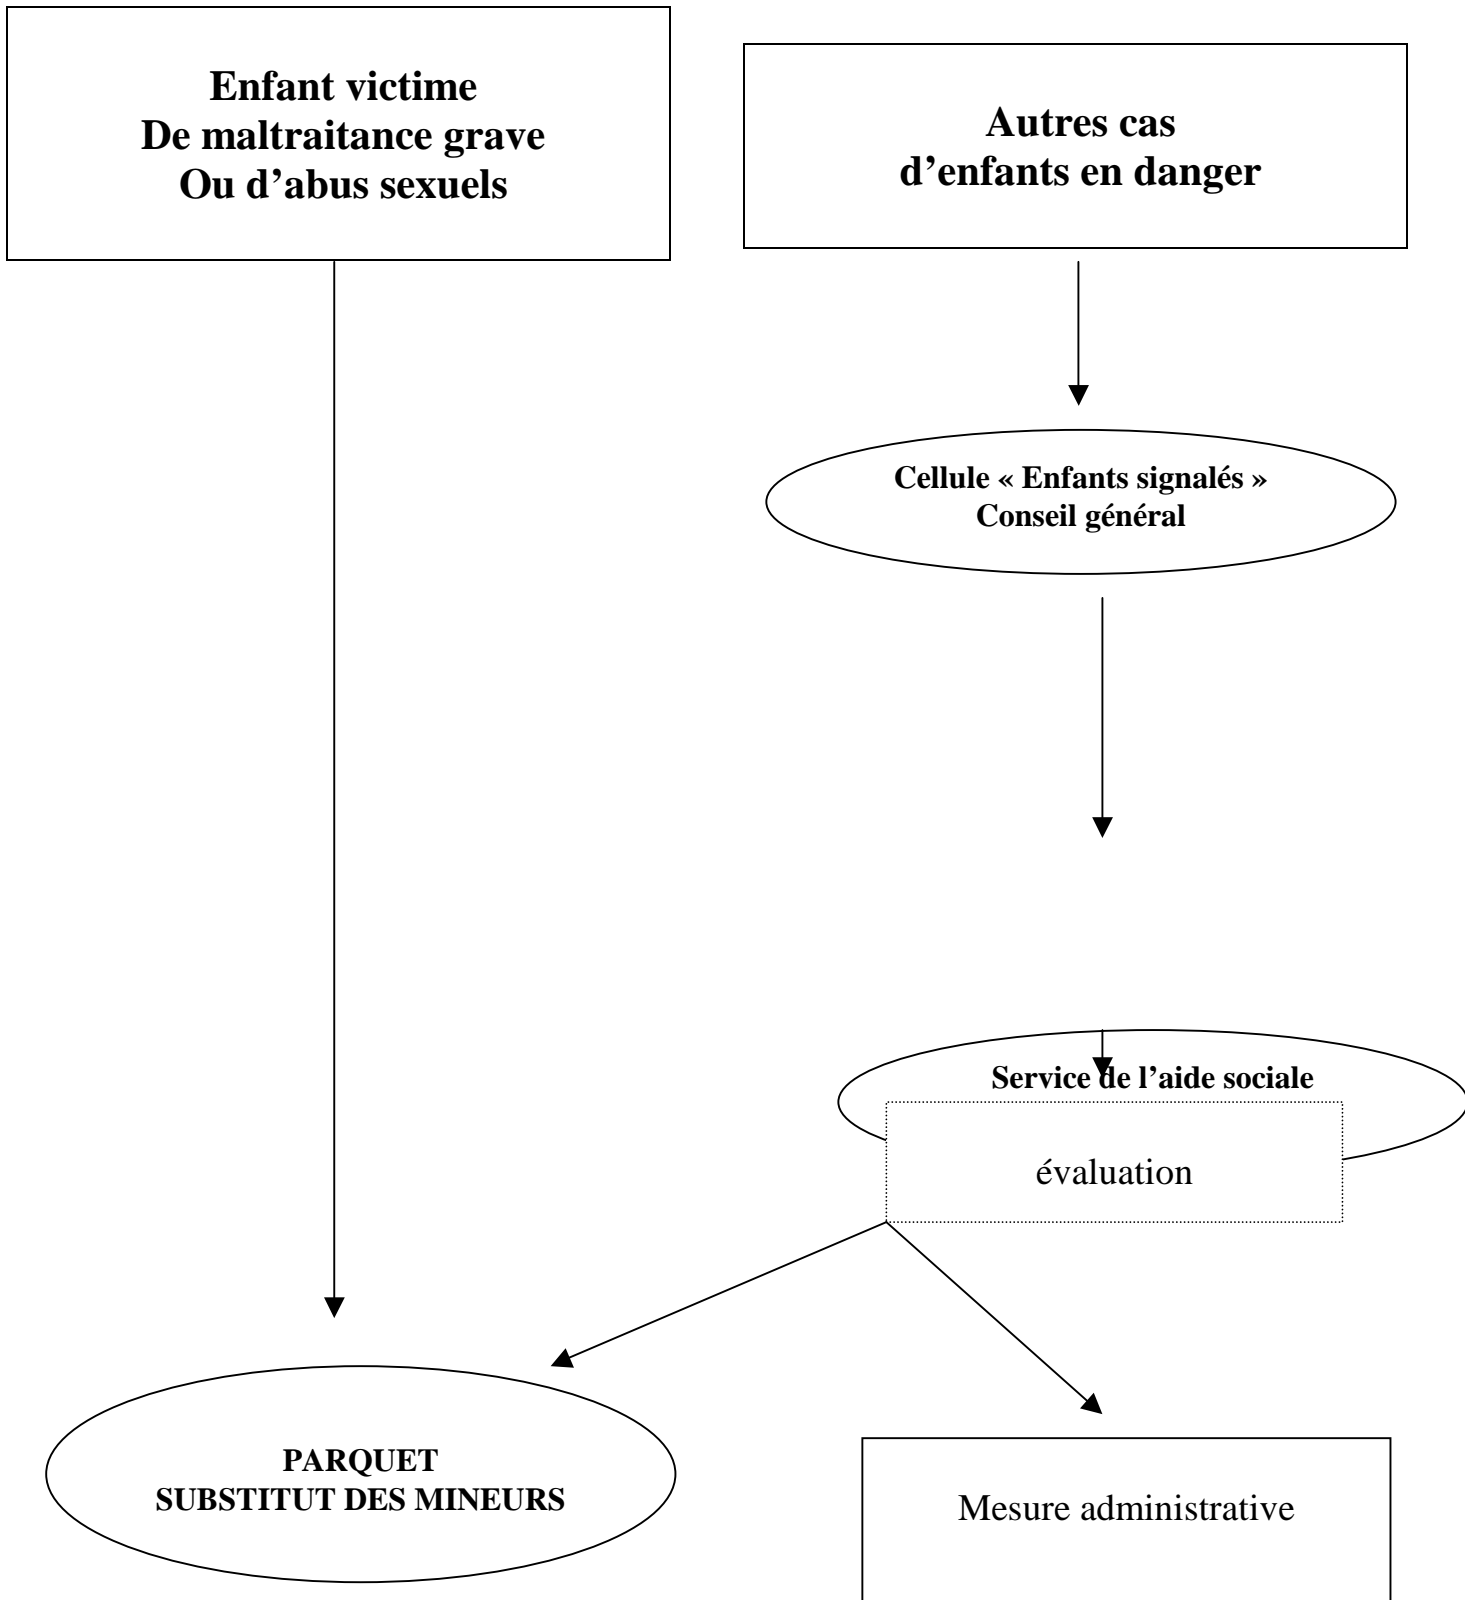 Enfant victime
De maltraitance grave
Ou d’abus sexuels
Autres cas
d’enfants en danger
Cellule « Enfants signalés »
Conseil général
Service de l’aide sociale
évaluation
PARQUET
SUBSTITUT DES MINEURS
Mesure administrative